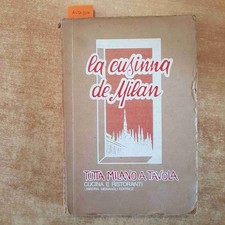 la cusinna
de Milan
TUTTA MILANO A TAVOLA
CUCINA E RISTORANTI